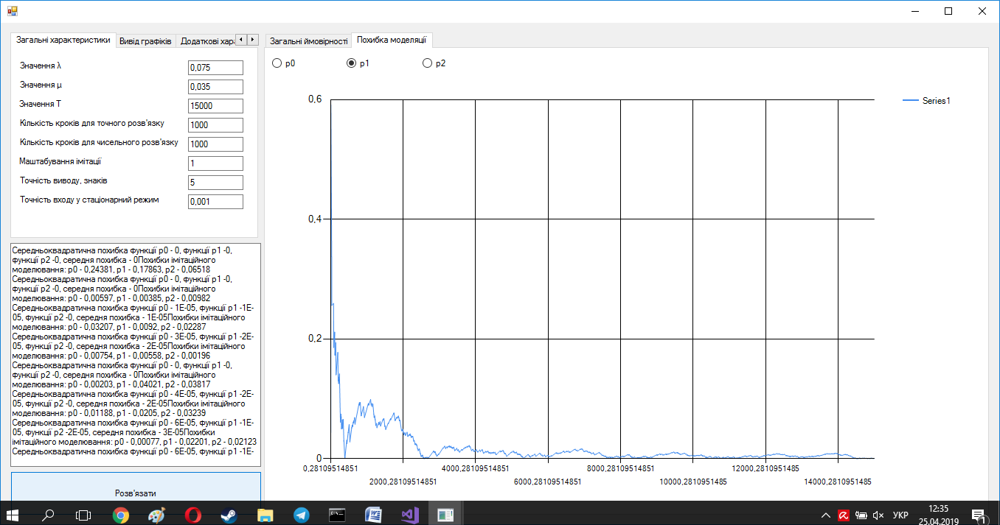 Загальні характеристики
Вивід графіків
Додаткові хар
Загальні ймовірності
Похибка моделяції
Значення λ
0,075
Значення μ
0,035
Значення T
15000
Кількість кроків для точного розв'язку
1000
Кількість кроків для чисельного розв'язку
1000
Маштабування імітації
1
Точність виводу, знаків
5
Точність входу у стаціонарний режим
0,001
Середньоквадратична похибка функції p0 - 0, функції p1 -0,
функції p2 -0, середня похибка - 0Похибки імітаційного
моделювання: p0 - 0,24381, p1 - 0,17863, p2 - 0,06518
Середньоквадратична похибка функції p0 - 0, функції p1 -0,
функції p2 -0, середня похибка - 0Похибки імітаційного
моделювання: p0 - 0,00597, p1 - 0,00385, p2 - 0,00982
Середньоквадратична похибка функції p0 - 1E-05, функції p1 -1E-
05, функції p2 -0, середня похибка - 1E-05Похибки імітаційного
моделювання: p0 - 0,03207, p1 - 0,0092, p2 - 0,02287
Середньоквадратична похибка функції p0 - 3E-05, функції p1 -2E-
05, функції p2 -0, середня похибка - 2E-05Похибки імітаційного
моделювання: p0 - 0,00754, p1 - 0,00558, p2 - 0,00196
Середньоквадратична похибка функції p0 - 0, функції p1 -0,
функції p2 -0, середня похибка - 0Похибки імітаційного
моделювання: p0 - 0,00203, p1 - 0,04021, p2 - 0,03817
Середньоквадратична похибка функції p0 - 4E-05, функції p1 -2E-
05, функції p2 -0, середня похибка - 2E-05Похибки імітаційного
моделювання: p0 - 0,01188, p1 - 0,0205, p2 - 0,03239
Середньоквадратична похибка функції p0 - 6E-05, функції p1 -1E-
05, функції p2 -2E-05, середня похибка - 3E-05Похибки
імітаційного моделювання: p0 - 0,00077, p1 - 0,02201, p2 - 0,02123
Середньоквадратична похибка функції p0 - 6E-05, функції p1 -1E-
Розв'язати
p0
p1
p2
0,6
0,4
0,2
0
Series1
0,28109514851
4000,28109514851
8000,28109514851
12000,2810951485
2000,28109514851
6000,28109514851
10000,2810951485
14000,2810951485
УКР
12:35
25.04.2019
1